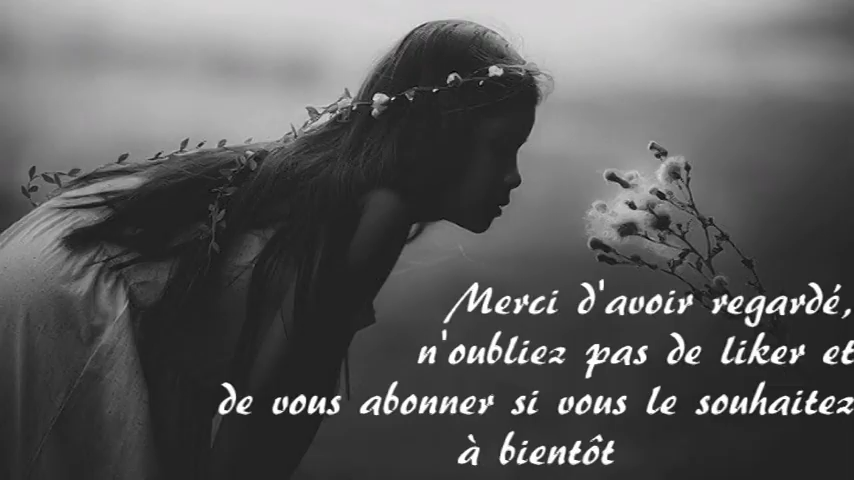 Merci d'avoir regardé,
n'oubliez pas de liker et
de vous abonner si vous le souhaitez
à bientôt